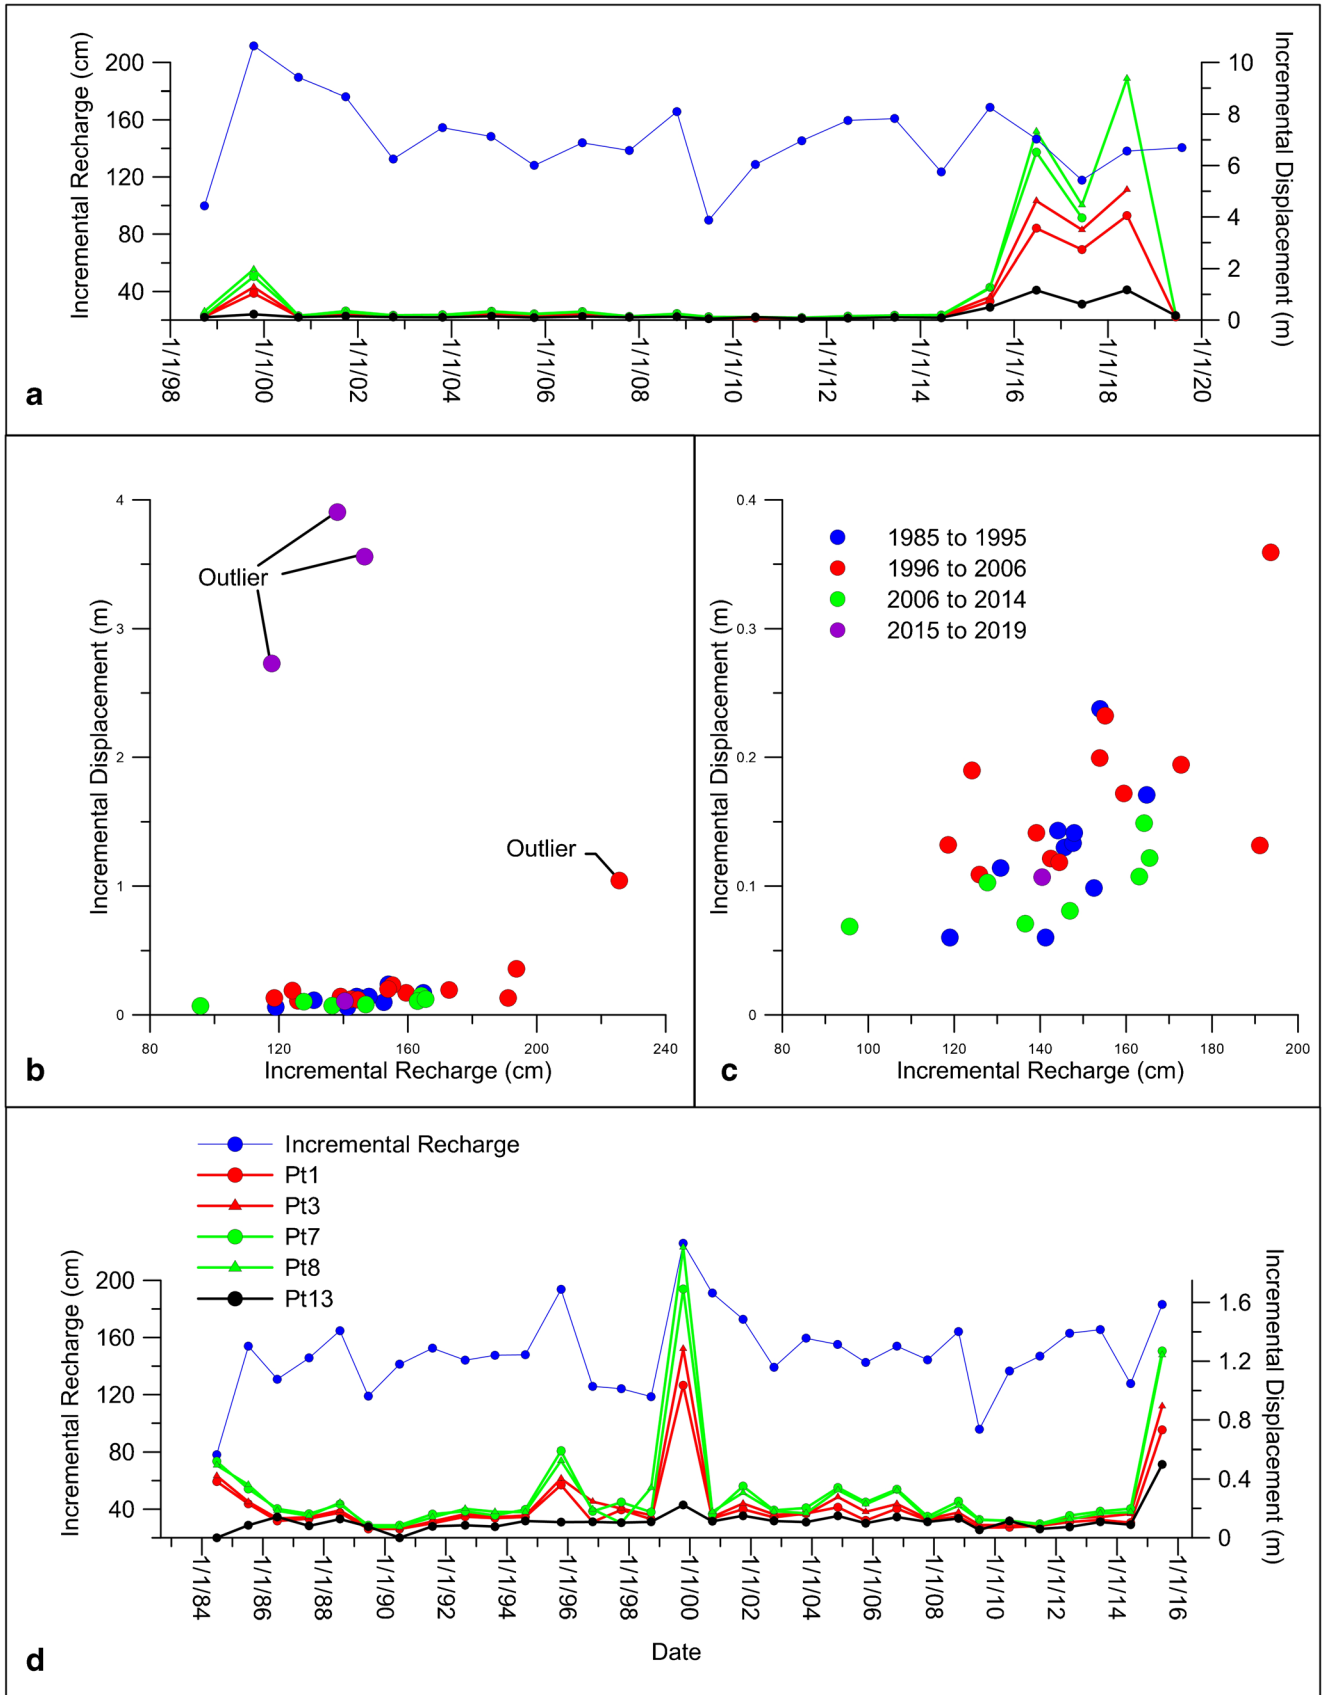 Incremental Recharge (cm)
200
160
120
80
40
10
8
6
4
2
0
Incremental Displacement (m)
1/1/98
1/1/00
1/1/02
1/1/04
1/1/06
1/1/08
1/1/10
1/1/12
1/1/14
1/1/16
1/1/18
1/1/20
a
Incremental Displacement (m)
4
3
2
1
0
Outlier
Outlier
80
120
160
200
240
Incremental Recharge (cm)
b
Incremental Displacement (m)
0.4
0.3
0.2
0.1
0
1985 to 1995
1996 to 2006
2006 to 2014
2015 to 2019
80
100
120
140
160
180
200
Incremental Recharge (cm)
c
Incremental Recharge
Pt1
Pt3
Pt7
Pt8
Pt13
Incremental Recharge (cm)
200
160
120
80
40
1.6
1.2
0.8
0.4
0
Incremental Displacement (m)
1/1/84
1/1/86
1/1/88
1/1/90
1/1/92
1/1/94
1/1/96
1/1/98
1/1/00
1/1/02
1/1/04
1/1/06
1/1/08
1/1/10
1/1/12
1/1/14
1/1/16
Date
d